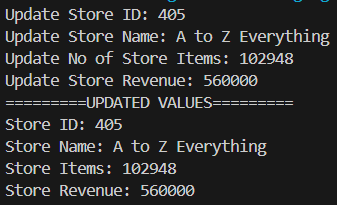 Update Store ID: 405
Update Store Name: A to Z Everything
Update No of Store Items: 102948
Update Store Revenue: 560000
=========UPDATED VALUES=========
Store ID: 405
Store Name: A to Z Everything
Store Items: 102948
Store Revenue: 560000